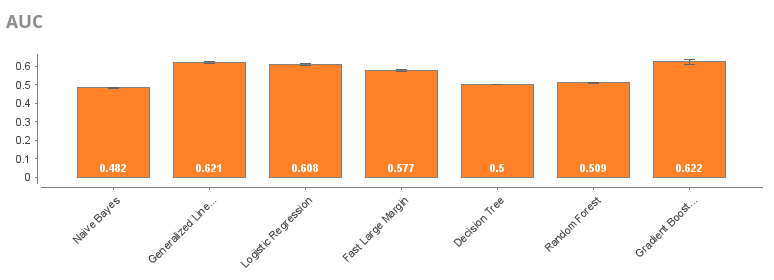 AUC
0.6
0.5
0.4
0.3
0.2
0.1
0
0.482
0.621
0.608
0.577
0.5
0.509
0.622
Naive Bayes
Generalized Line...
Logistic Regression
Fast Large Margin
Decision Tree
Random Forest
Gradient Boost...